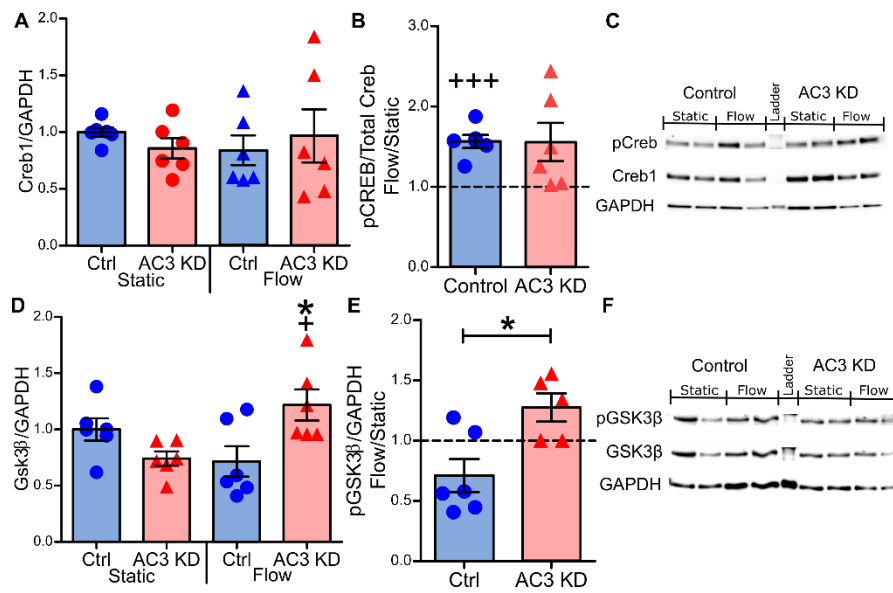 A
Creb1/GAPDH
2.0
1.5
1.0
0.5
0.0
Ctrl AC3 KD Ctrl AC3 KD
Static Flow
B
pCREB/Total Creb
Flow/Static
3.0
2.0
1.0
0.0
+++
Control AC3 KD
C
Control Ladder AC3 KD
Static Flow Static Flow
pCreb
Creb1
GAPDH
D
Gsk3β/GAPDH
2.0
1.5
1.0
0.5
0.0
*
+
Ctrl AC3 KD Ctrl AC3 KD
Static Flow
E
pGSK3β/GAPDH
Flow/Static
2.0
1.5
1.0
0.5
0.0
*
Ctrl AC3 KD
F
Control Ladder AC3 KD
Static Flow Static Flow
pGSK3β
GSK3β
GAPDH